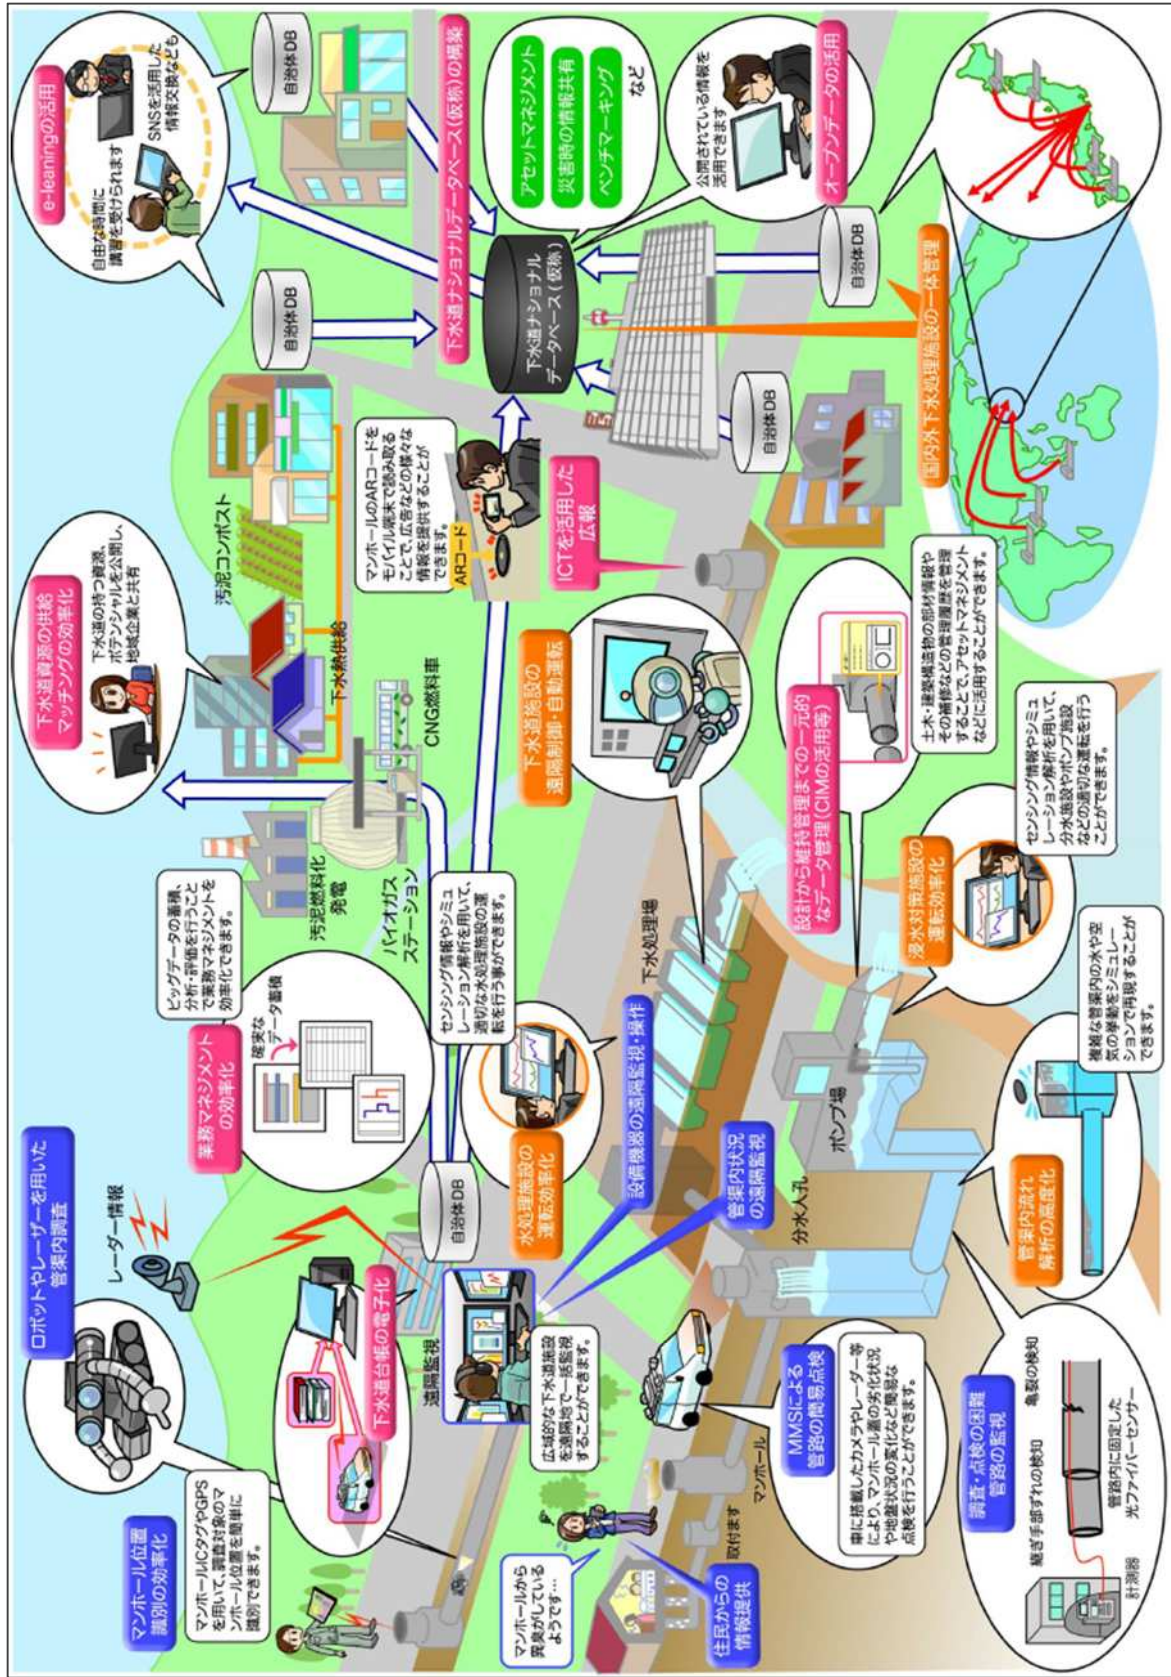 マンホール位置
識別の効率化
マンホールICタグやGPS
を用いて、調査対象のマ
ンホール位置を簡単に
識別できます。
ロボットやレーザーを用いた
管渠内調査
レーダー情報
下水道台帳の電子化
業務マネジメント
の効率化
確実な
データ蓄積
ビッグデータの蓄積、
分析・評価を行うこと
で業務マネジメントを
効率化できます。
下水道資源の供給
マッチングの効率化
下水道の持つ資源、
ポテンシャルを公開し、
地域企業と共有
e-leaningの活用
自由な時間に
講習を受けられます
SNSを活用した
情報交換なども
自治体DB
自治体DB
汚泥コンポスト
下水熱供給
汚泥燃料化
発電
バイオガス
ステーション
CNG燃料車
遠隔監視
自治体DB
マンホールから
異臭がしている
ようです…
住民からの
情報提供
広域的な下水道施設
を遠隔地で一括監視
することができます。
水処理施設の
運転効率化
センシング情報やシミュ
レーション解析を用いて、
適切な水処理施設の運
転を行う事ができます。
マンホールのARコードを
モバイル端末で読み取る
ことで、広告などの様々な
情報を提供することが
できます。
ARコード
ICTを活用した
広報
下水道ナショナルデータベース(仮称)の構築
下水道ナショナル
データベース(仮称)
アセットマネジメント
災害時の情報共有
ベンチマーキング
など
公開されている情報を
活用できます
オープンデータの活用
設備機器の遠隔監視・操作
管渠内状況
の遠隔監視
下水道施設の
遠隔制御・自動運転
下水処理場
自治体DB
自治体DB
取付ます
マンホール
分水人孔
ポンプ場
MMSによる
管路の簡易点検
車に搭載したカメラやレーダー等
により、マンホール蓋の劣化状況
や地盤状況の変化など簡易な
点検を行うことができます。
設計から維持管理までの一元的
なデータ管理(CIMの活用等)
土木・建築構造物の部材情報や
その補修などの管理履歴を管理
することで、アセットマネジメント
などに活用することができます。
国内外下水処理施設の一体管理
浸水対策施設の
運転効率化
センシング情報やシミュ
レーション解析を用いて、
分水施設やポンプ施設
などの適切な運転を行う
ことができます。
調査・点検の困難
管路の監視
継ぎ手部ずれの検知
亀裂の検知
計測器
管路内に固定した
光ファイバーセンサー
管渠内流れ
解析の高度化
複雑な管渠内の水や空
気の挙動をシミュレー
ションで再現することが
できます。